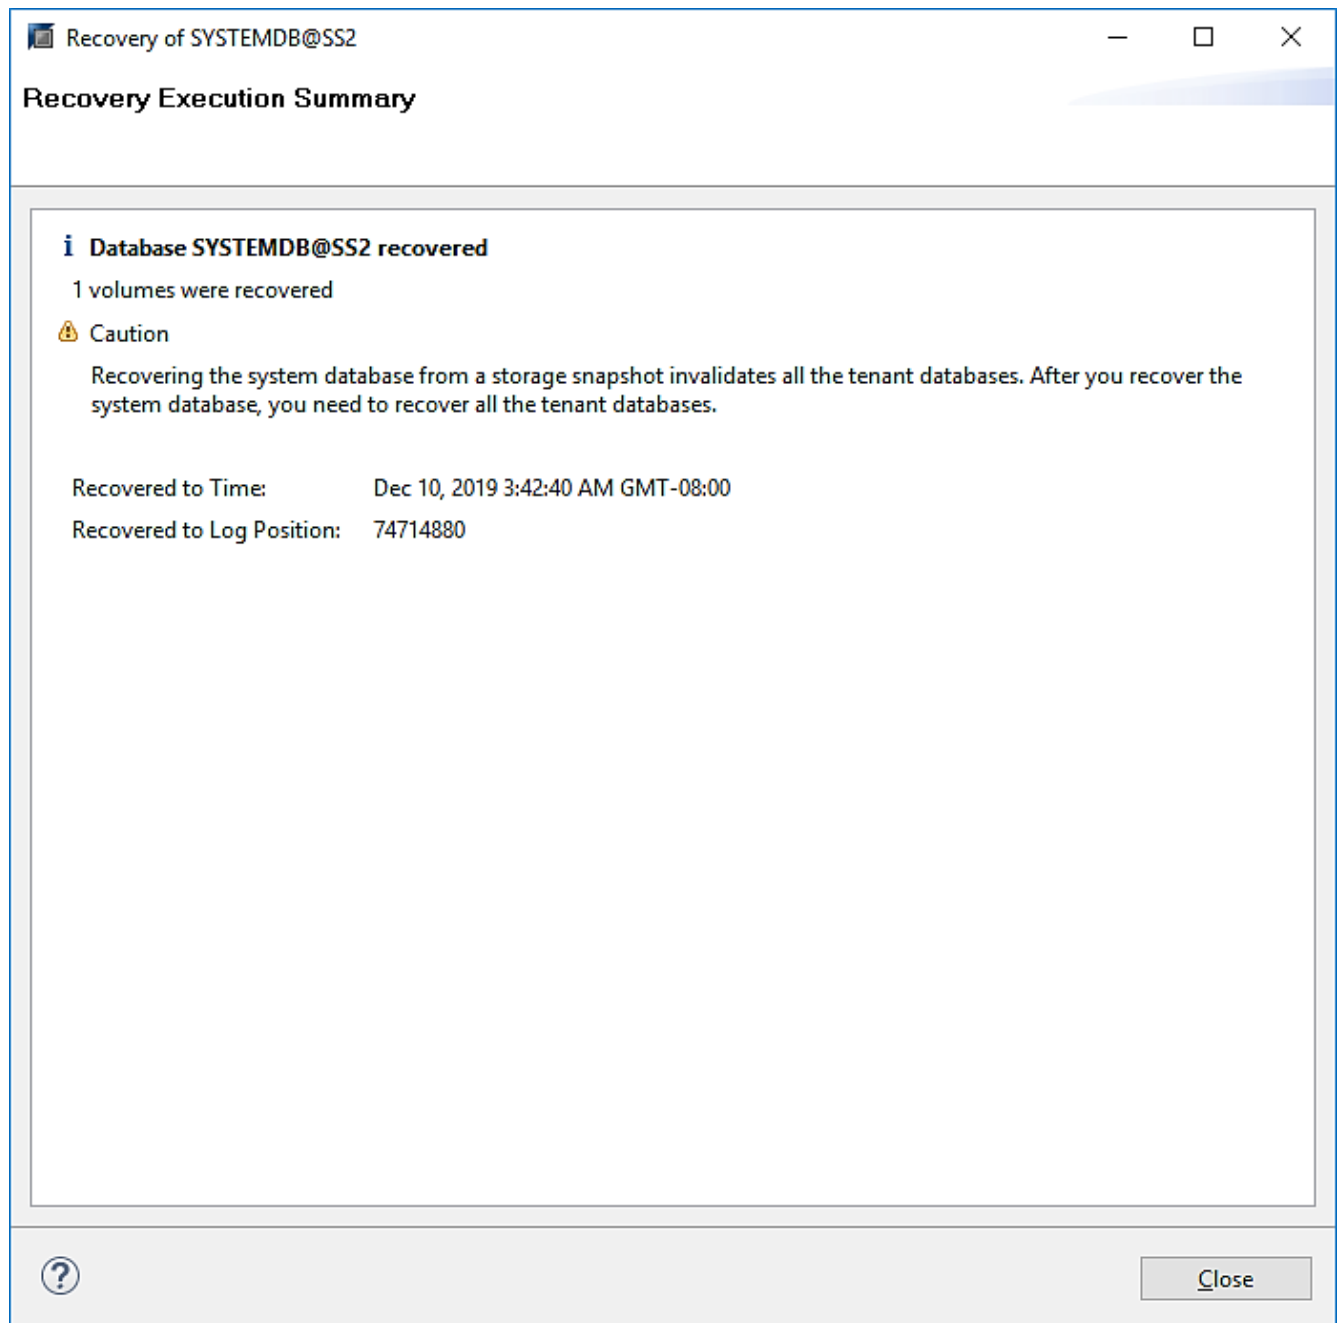 Recovery of SYSTEMDB@SS2
Recovery Execution Summary
i Database SYSTEMDB@SS2 recovered
1 volumes were recovered
Caution
Recovering the system database from a storage snapshot invalidates all the tenant databases. After you recover the
system database, you need to recover all the tenant databases.
Recovered to Time: Dec 10, 2019 3:42:40 AM GMT-08:00
Recovered to Log Position: 74714880
?
Close